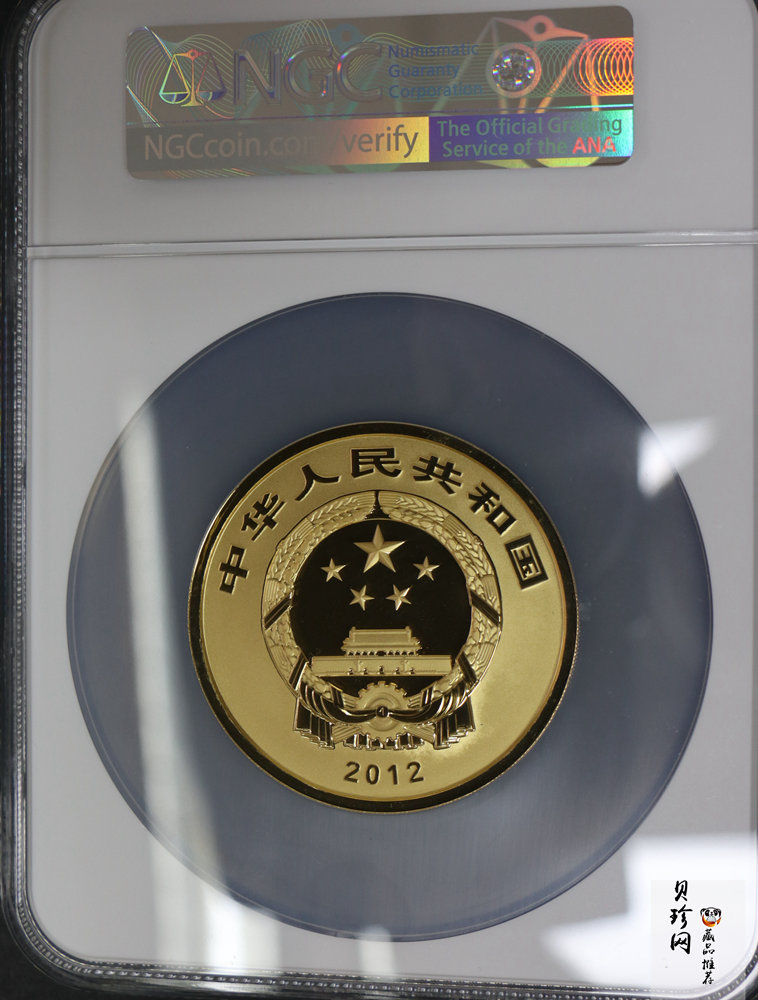 NGC
Numismatic
Guaranty
Corporation
NGCcoin.com/verify
The Official Grading
Service of the ANA
中华人民共和国
2012
贝珍网
藏品推荐